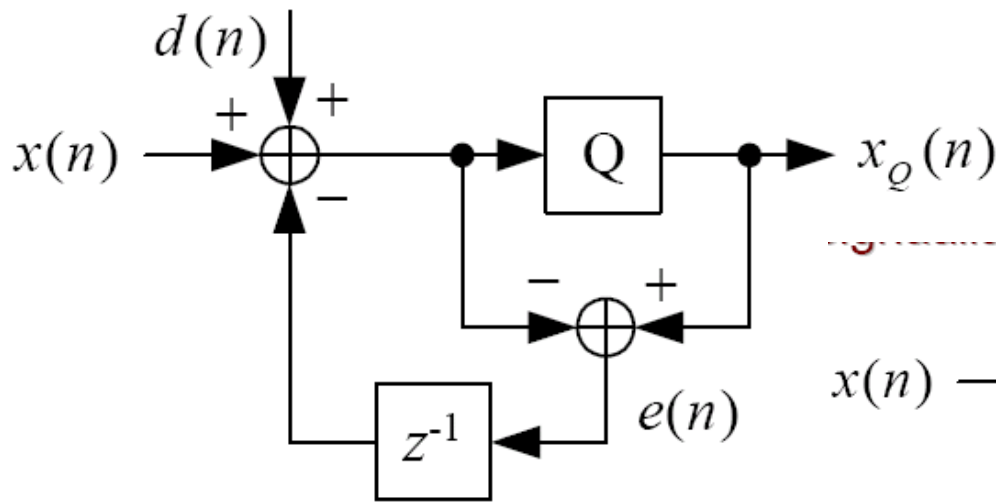 d(n)
+ +
x(n)
Q
x_Q(n)
−
− +
x(n)
e(n)
z^{-1}